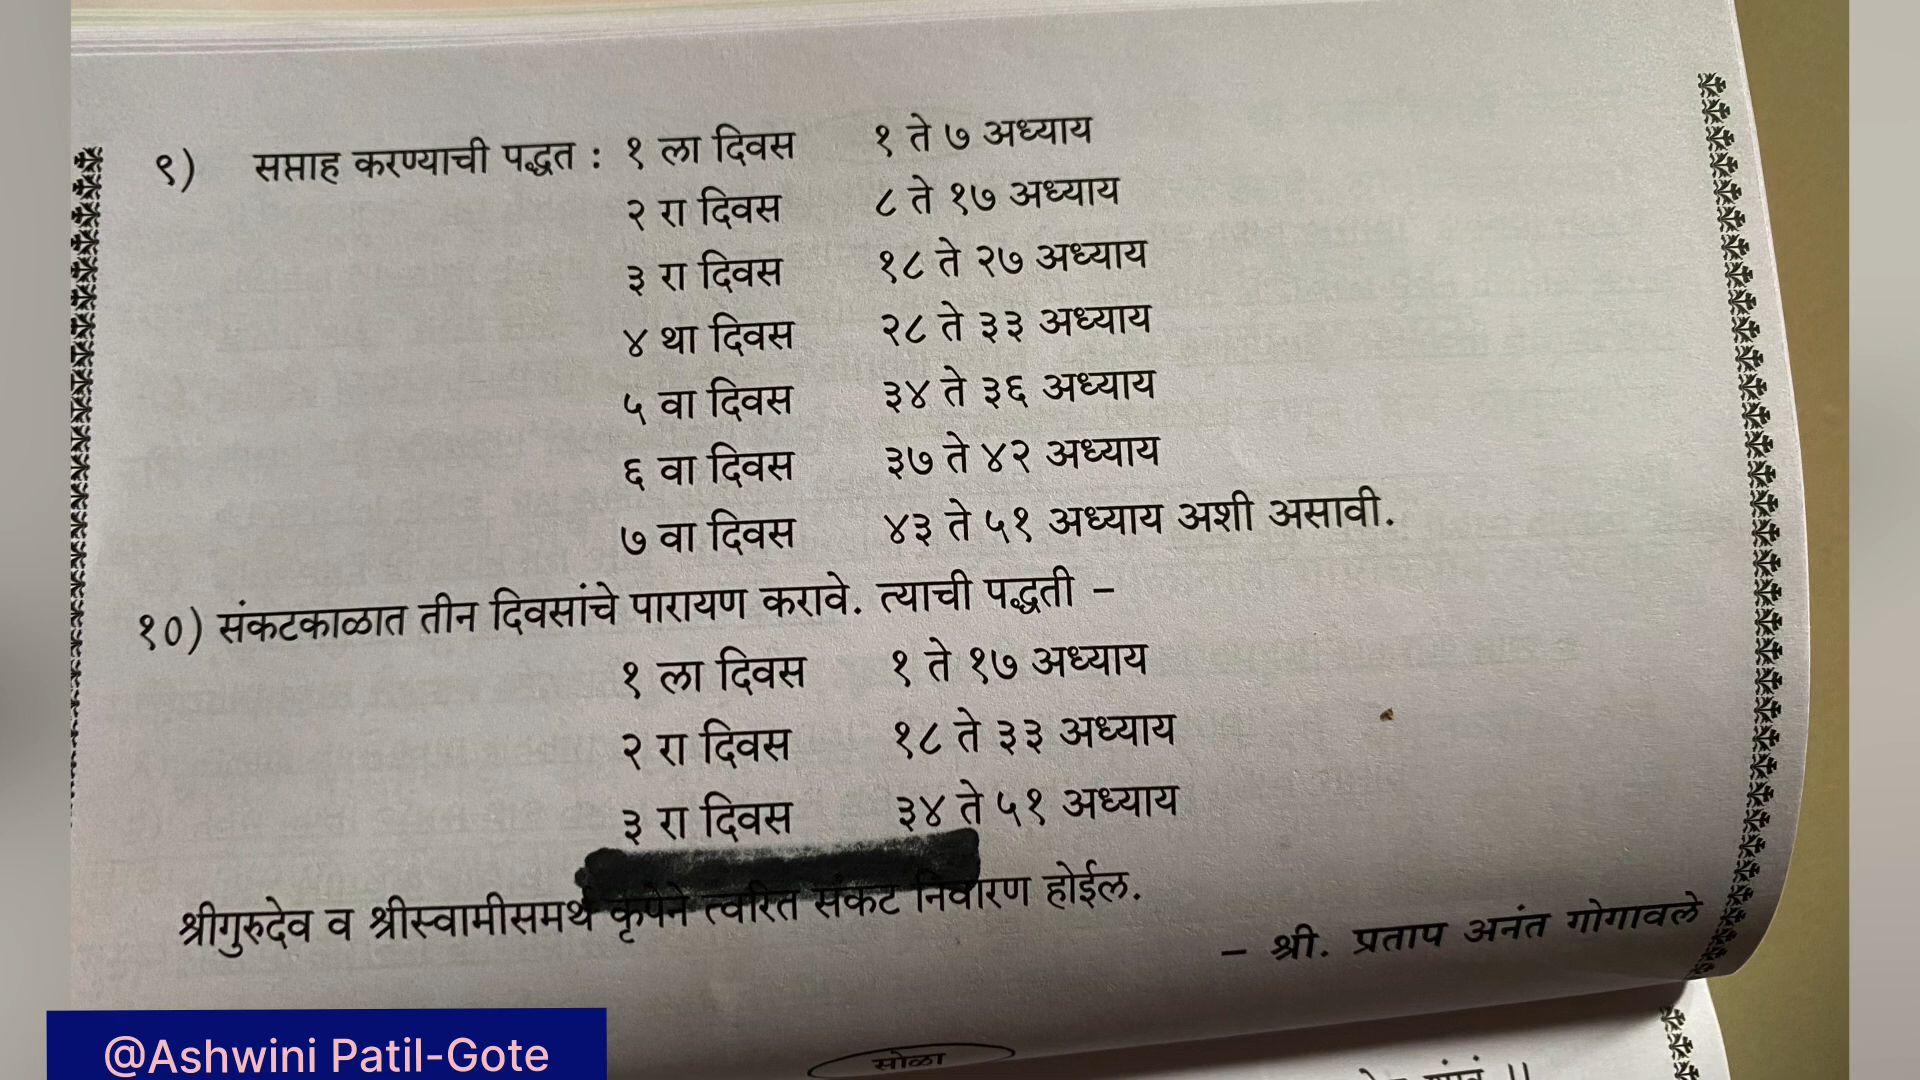 ९) सप्ताह करण्याची पद्धत : १ ला दिवस १ ते ७ अध्याय
२ रा दिवस ८ ते १७ अध्याय
३ रा दिवस १८ ते २७ अध्याय
४ था दिवस २८ ते ३३ अध्याय
५ वा दिवस ३४ ते ३६ अध्याय
६ वा दिवस ३७ ते ४२ अध्याय
७ वा दिवस ४३ ते ५१ अध्याय अशी असावी.
१०) संकटकाळात तीन दिवसांचे पारायण करावे. त्याची पद्धती –
१ ला दिवस १ ते १७ अध्याय
२ रा दिवस १८ ते ३३ अध्याय
३ रा दिवस ३४ ते ५१ अध्याय
श्रीगुरुदेव व श्रीस्वामीसमर्थ कृपेने त्वरित संकट निवारण होईल.
– श्री. प्रताप अनंत गोगावले
@Ashwini Patil-Gote
सोळा